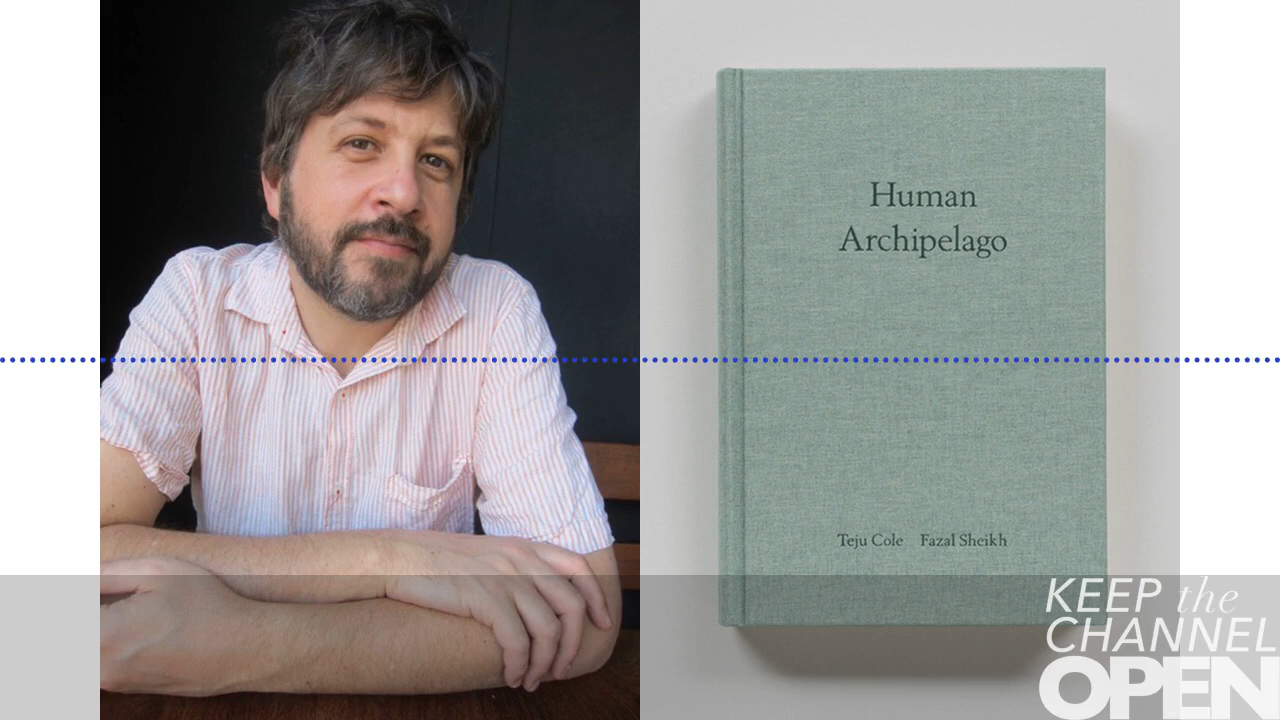 Human
Archipelago
Teju Cole Fazal Sheikh
KEEP the
CHANNEL
OPEN